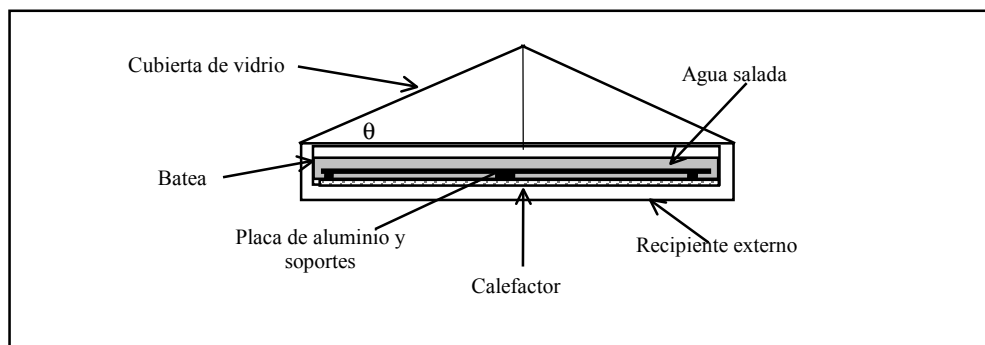 Cubierta de vidrio
Agua salada
θ
Batea
Placa de aluminio y
soportes
Recipiente externo
Calefactor